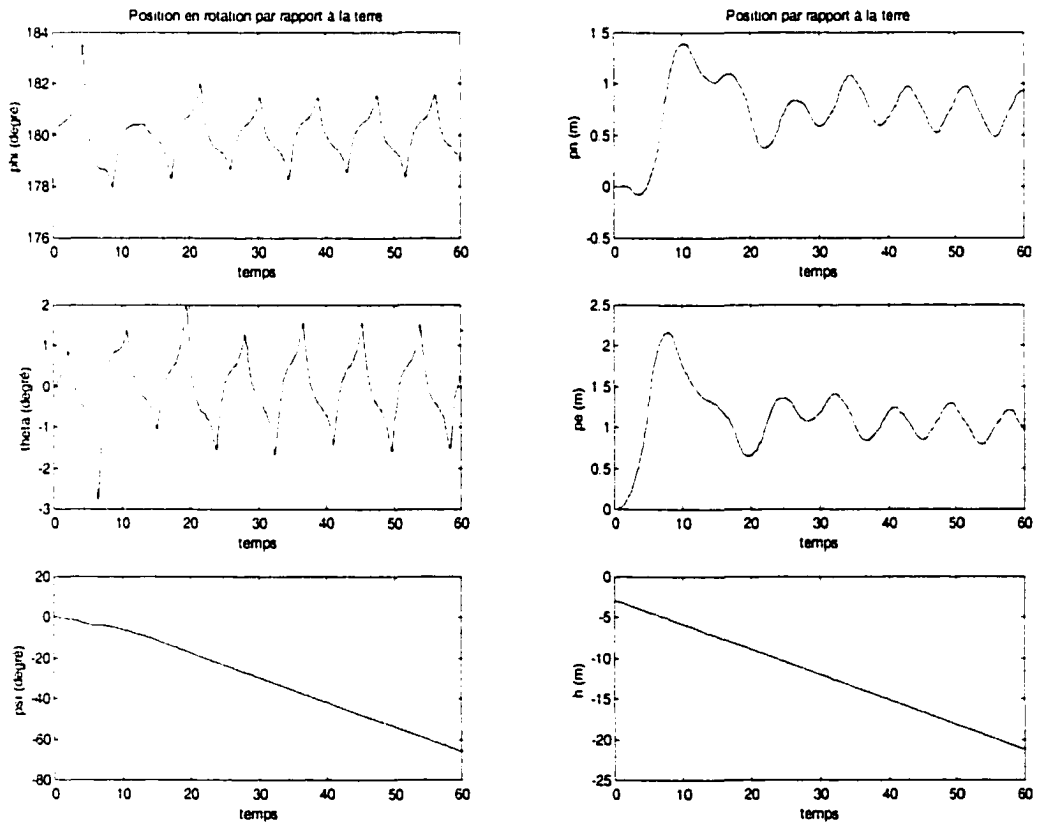 Position en rotation par rapport à la terre
184
182
180
178
176
phi (degré)
0 10 20 30 40 50 60
temps
Position par rapport à la terre
1 5
1
0.5
0
-0.5
pn (m)
0 10 20 30 40 50 60
temps
2
1
0
-1
-2
-3
theta (degré)
0 10 20 30 40 50 60
temps
2.5
2
1.5
1
0.5
0
pe (m)
0 10 20 30 40 50 60
temps
20
0
-20
-40
-60
-80
psi (degré)
0 10 20 30 40 50 60
temps
0
-5
-10
-15
-20
-25
h (m)
0 10 20 30 40 50 60
temps